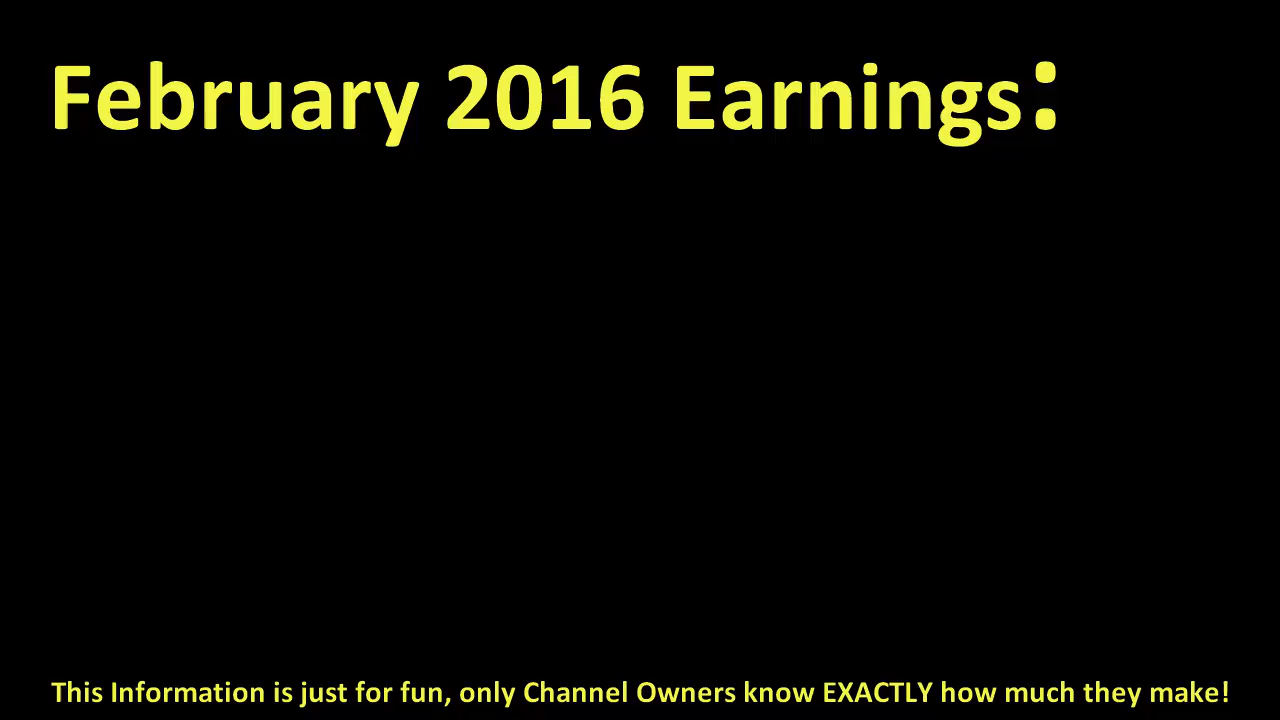 February 2016 Earnings:
This Information is just for fun, only Channel Owners know EXACTLY how much they make!